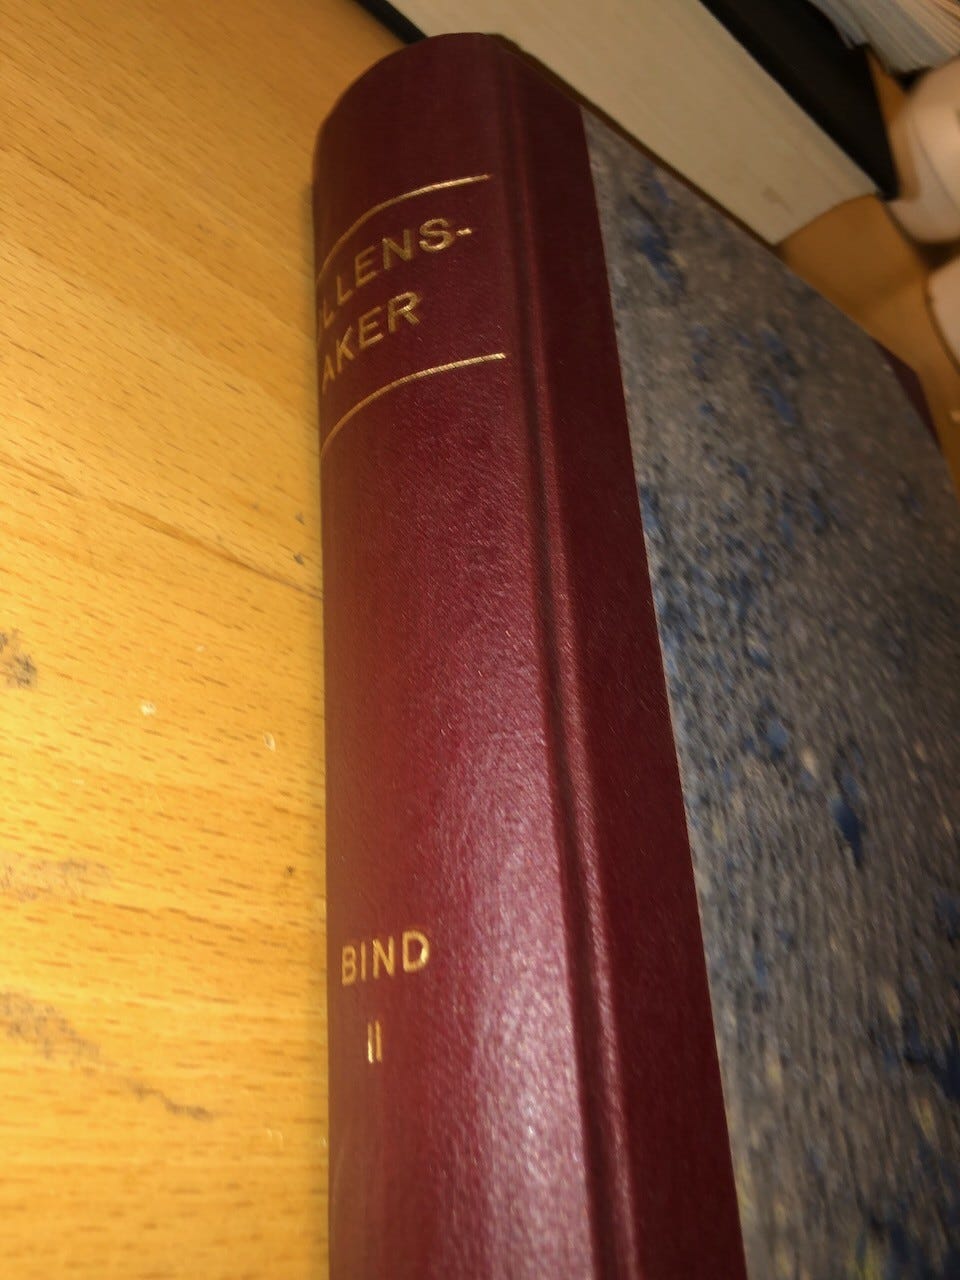 LLENS-
AKER
BIND
II